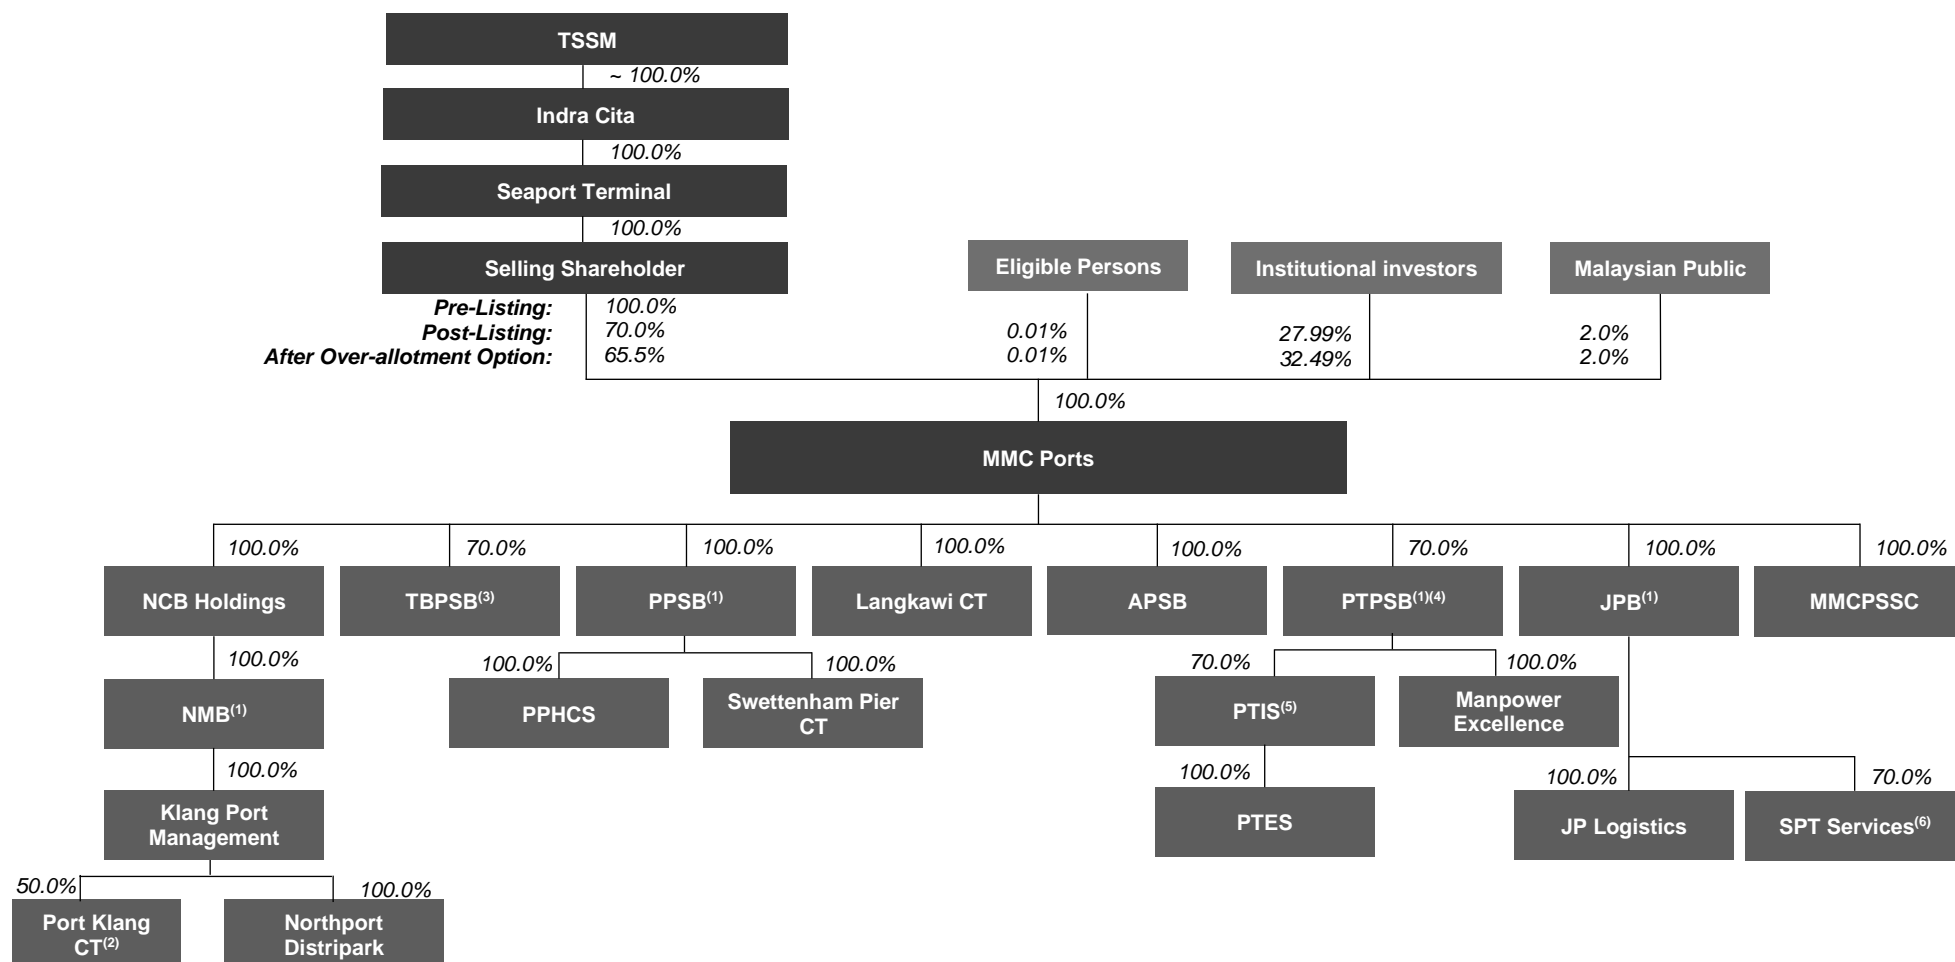 TSSM
~ 100.0%
Indra Cita
100.0%
Seaport Terminal
100.0%
Selling Shareholder
Eligible Persons
Institutional investors
Malaysian Public
Pre-Listing: 100.0%
Post-Listing: 70.0% 0.01% 27.99% 2.0%
After Over-allotment Option: 65.5% 0.01% 32.49% 2.0%
100.0%
MMC Ports
100.0% 70.0% 100.0% 100.0% 100.0% 70.0% 100.0% 100.0%
NCB Holdings
TBPSB(3)
PPSB(1)
Langkawi CT
APSB
PTPSB(1)(4)
JPB(1)
MMCPSSC
100.0% 100.0% 100.0% 70.0% 100.0%
NMB(1)
PPHCS
Swettenham Pier
CT
PTIS(5)
Manpower
Excellence
100.0% 100.0% 100.0% 70.0%
Klang Port
Management
PTES
JP Logistics
SPT Services(6)
50.0% 100.0%
Port Klang
CT(2)
Northport
Distripark